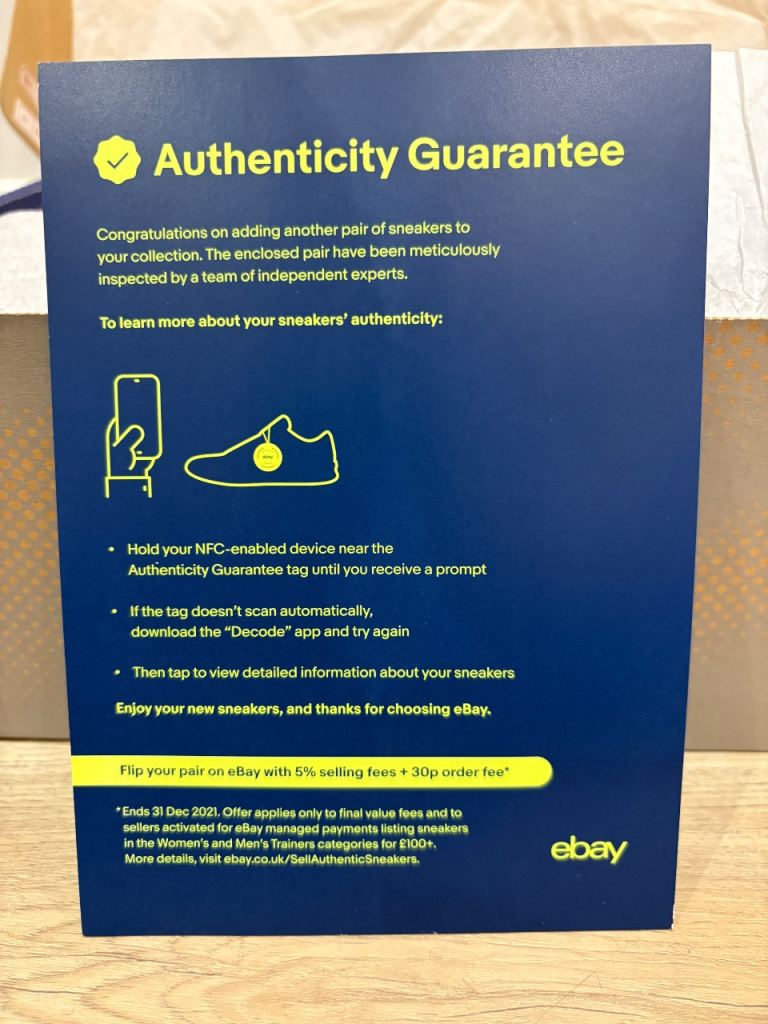 Authenticity Guarantee
Congratulations on adding another pair of sneakers to
your collection. The enclosed pair have been meticulously
inspected by a team of independent experts.
To learn more about your sneakers' authenticity:
ebay
• Hold your NFC-enabled device near the
Authenticity Guarantee tag until you receive a prompt
• If the tag doesn't scan automatically,
download the "Decode" app and try again
• Then tap to view detailed information about your sneakers
Enjoy your new sneakers, and thanks for choosing eBay.
Flip your pair on eBay with 5% selling fees + 30p order fee*
*Ends 31 Dec 2021. Offer applies only to final value fees and to
sellers activated for eBay managed payments listing sneakers
in the Women's and Men's Trainers categories for £100+.
More details, visit ebay.co.uk/SellAuthenticSneakers.
ebay